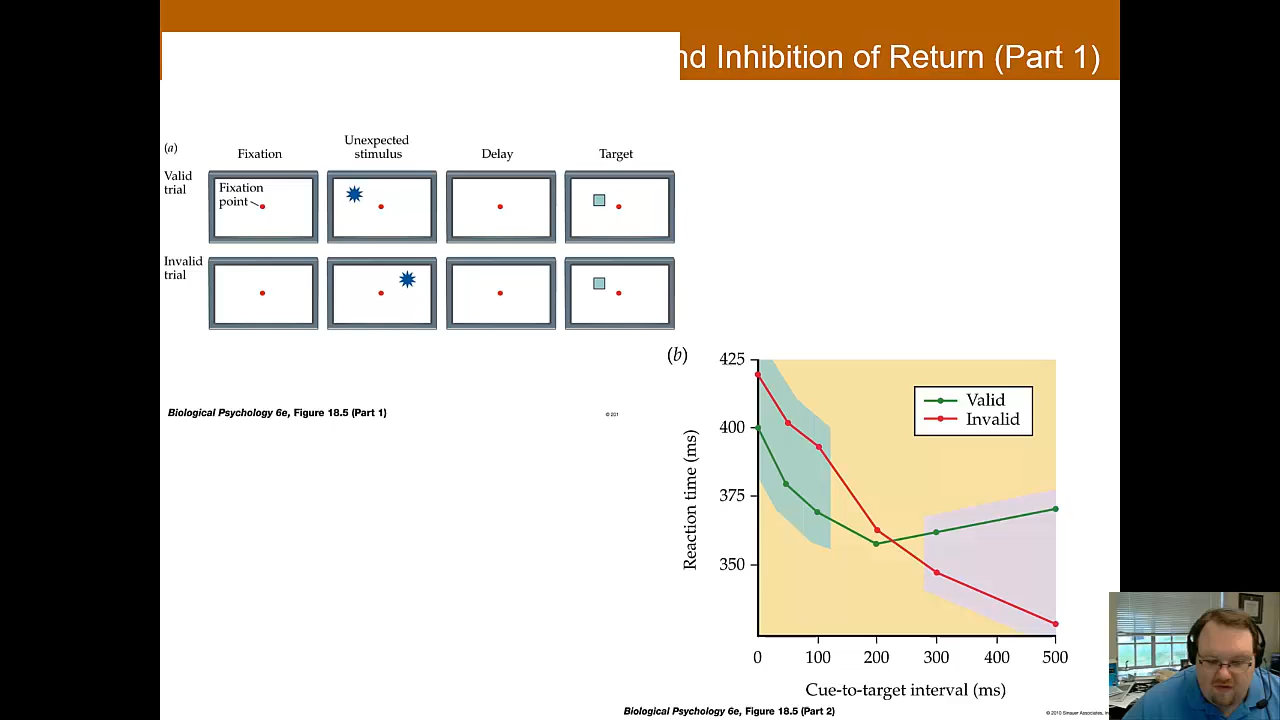 nd Inhibition of Return (Part 1)
(a)
Fixation
Unexpected
stimulus
Delay
Target
Valid
trial
Fixation
point
Invalid
trial
Biological Psychology 6e, Figure 18.5 (Part 1)
© 201
(b)
425
400
375
350
Reaction time (ms)
Valid
Invalid
0 100 200 300 400 500
Cue-to-target interval (ms)
Biological Psychology 6e, Figure 18.5 (Part 2)
© 2010 Sinauer Associates,